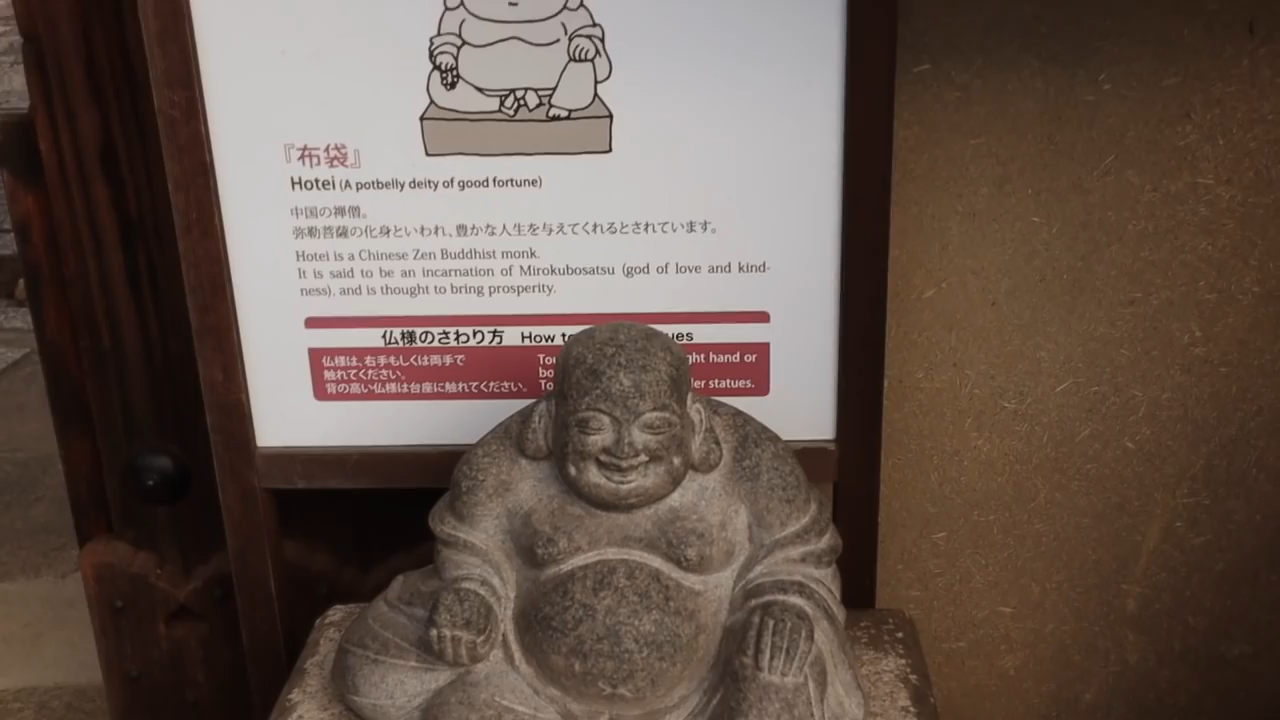 『布袋』
Hotei (A potbelly deity of good fortune)
中国の禅僧。
弥勒菩薩の化身といわれ、豊かな人生を与えてくれるとされています。
Hotei is a Chinese Zen Buddhist monk.
It is said to be an incarnation of Mirokubosatsu (god of love and kind-
ness), and is thought to bring prosperity.
仏様のさわり方 How to
仏様は、右手もしくは両手で
触れてください。
背の高い仏様は台座に触れてください。
hand or
statues.